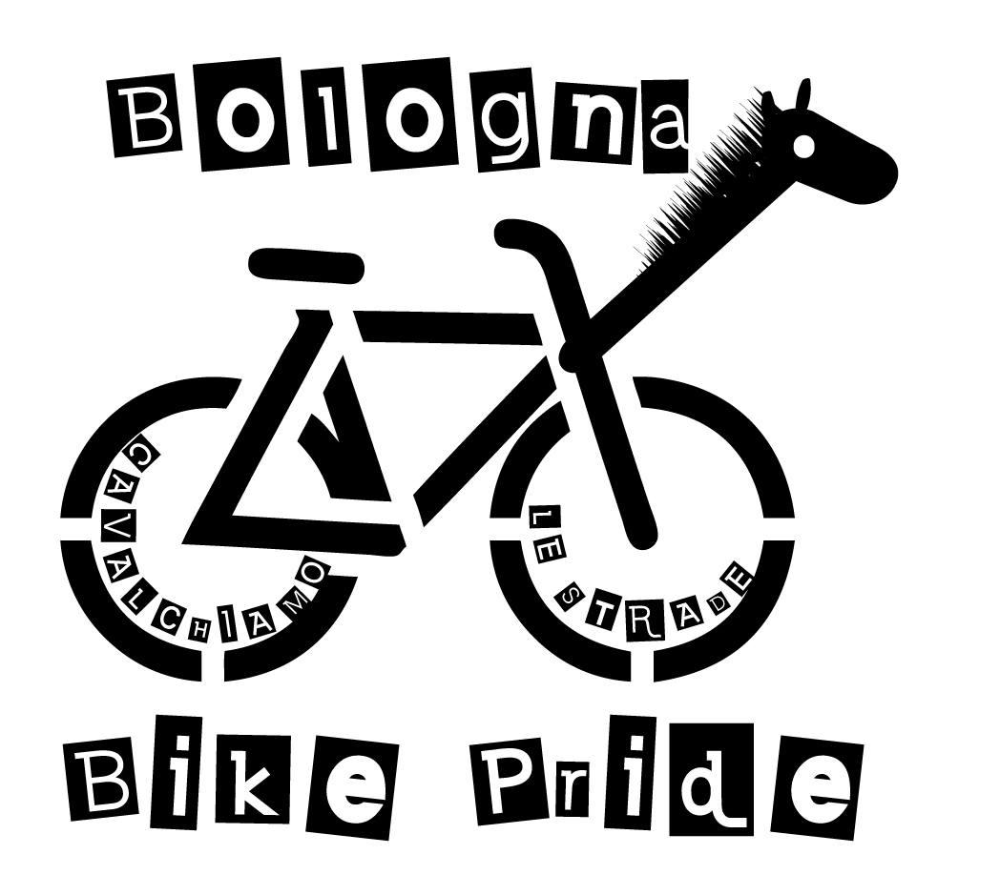 Bologna
CAVALCHIAMO
LE STRADE
Bike Pride